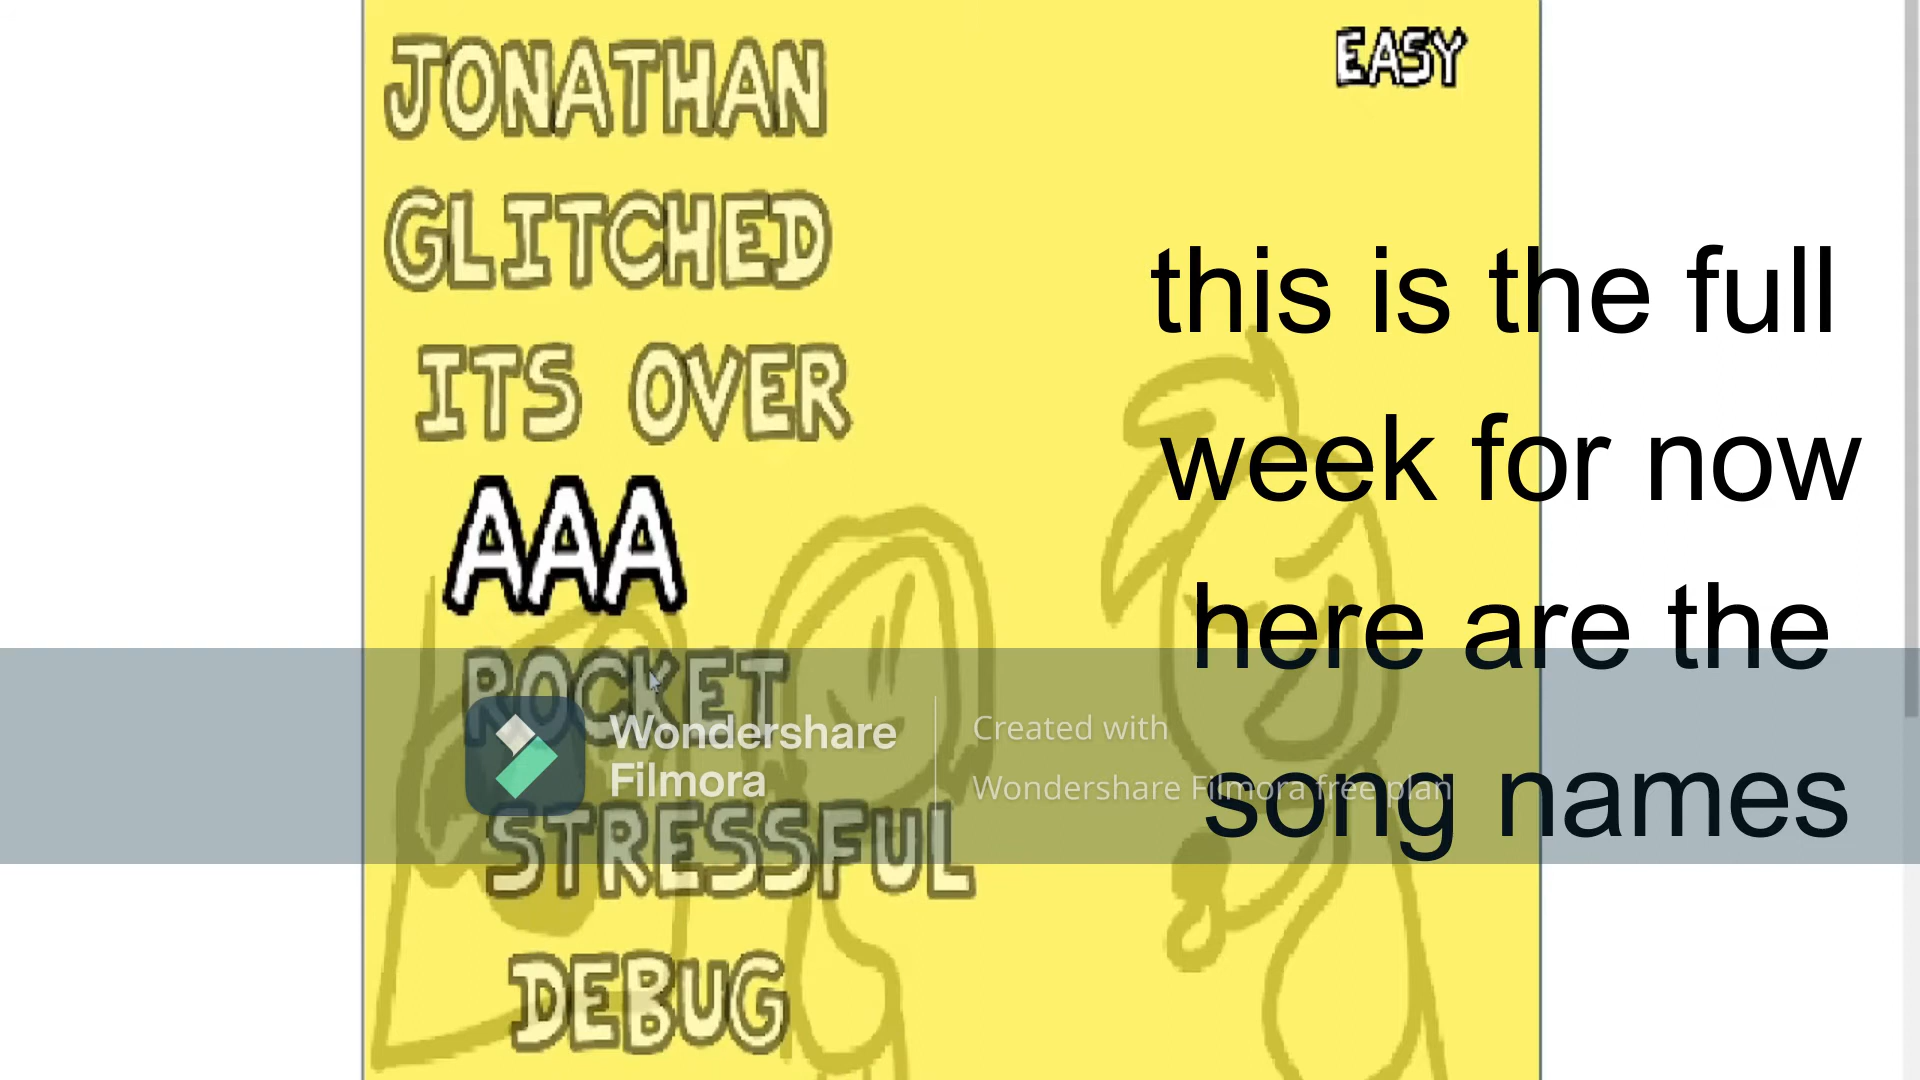 JONATHAN
EASY
GLITCHED
ITS OVER
AAA
ROCKET
STRESSFUL
DEBUG
this is the full
week for now
here are the
song names
Wondershare
Filmora
Created with
Wondershare Filmora free plan